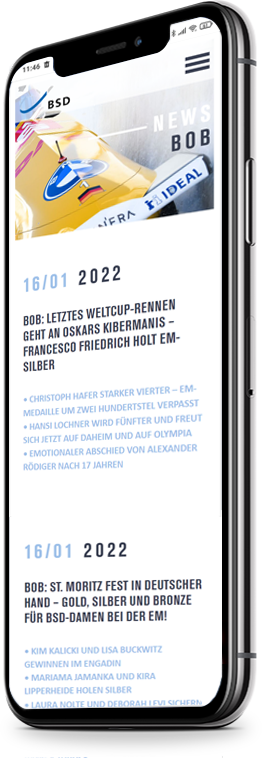 11:46
BSD
NEWS
BOB
IDEAL
16/01 2022
BOB: LETZTES WELTCUP-RENNEN
GEHT AN OSKARS KIBERMANIS –
FRANCESCO FRIEDRICH HOLT EM-
SILBER
• CHRISTOPH HAFER STARKER VIERTER – EM-
MEDAILLE UM ZWEI HUNDERTSTEL VERPASST
• HANSI LOCHNER WIRD FÜNFTER UND FREUT
SICH JETZT AUF DAHEIM UND AUF OLYMPIA
• EMOTIONALER ABSCHIED VON ALEXANDER
RÖDIGER NACH 17 JAHREN
16/01 2022
BOB: ST. MORITZ FEST IN DEUTSCHER
HAND – GOLD, SILBER UND BRONZE
FÜR BSD-DAMEN BEI DER EM!
• KIM KALICKI UND LISA BUCKWITZ
GEWINNEN IM ENGADIN
• MARIAMA JAMANKA UND KIRA
LIPPERHEIDE HOLEN SILBER
• LAURA NOLTE UND DEBORAH LEVI SICHERN